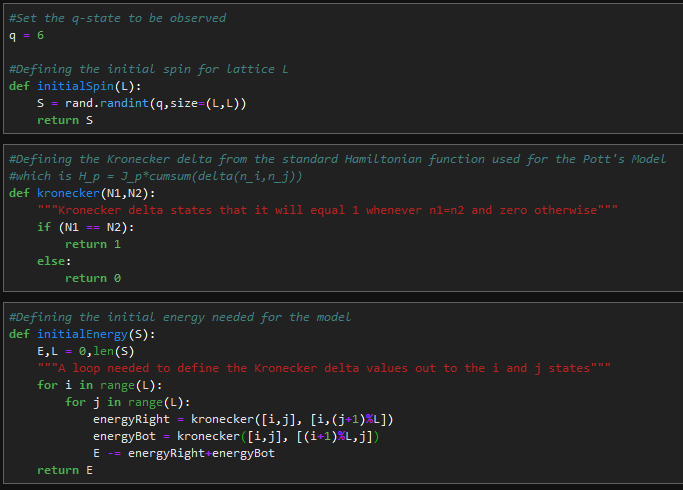 #Set the q-state to be observed
q = 6
#Defining the initial spin for lattice L
def initialSpin(L):
    S = rand.randint(q,size=(L,L))
    return S
#Defining the Kronecker delta from the standard Hamiltonian function used for the Pott's Model
#which is H_p = J_p*cumsum(delta(n_i,n_j))
def kronecker(N1,N2):
    """Kronecker delta states that it will equal 1 whenever n1=n2 and zero otherwise"""
    if (N1 == N2):
        return 1
    else:
        return 0
#Defining the initial energy needed for the model
def initialEnergy(S):
    E,L = 0,len(S)
    """A loop needed to define the Kronecker delta values out to the i and j states"""
    for i in range(L):
        for j in range(L):
            energyRight = kronecker([i,j], [i,(j+1)%L])
            energyBot = kronecker([i,j], [(i+1)%L,j])
            E -= energyRight+energyBot
    return E